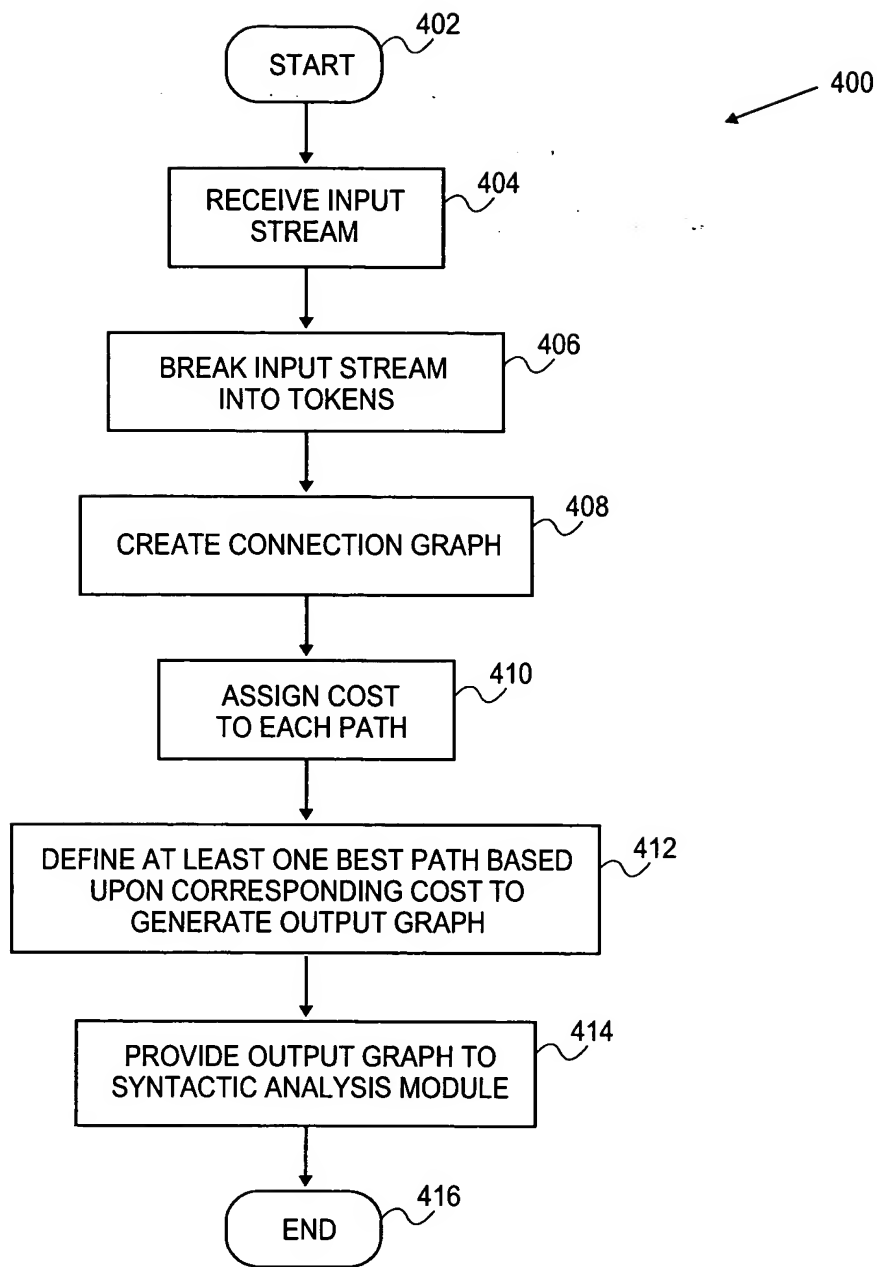 402
START
400
RECEIVE INPUT
STREAM
404
BREAK INPUT STREAM
INTO TOKENS
406
CREATE CONNECTION GRAPH
408
ASSIGN COST
TO EACH PATH
410
DEFINE AT LEAST ONE BEST PATH BASED
UPON CORRESPONDING COST TO
GENERATE OUTPUT GRAPH
412
PROVIDE OUTPUT GRAPH TO
SYNTACTIC ANALYSIS MODULE
414
END
416